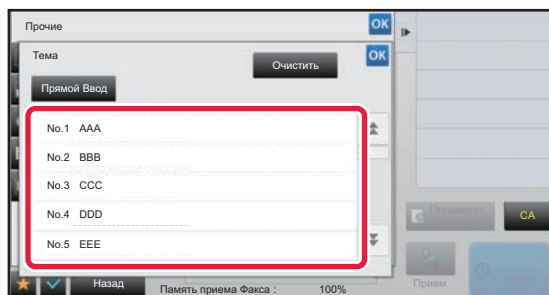 Прочие
OK
Тема
Очистить
OK
Прямой Ввод
No.1 AAA
No.2 BBB
No.3 CCC
No.4 DDD
No.5 EEE
CA
Назад
Память приема Факса : 100%
Прием